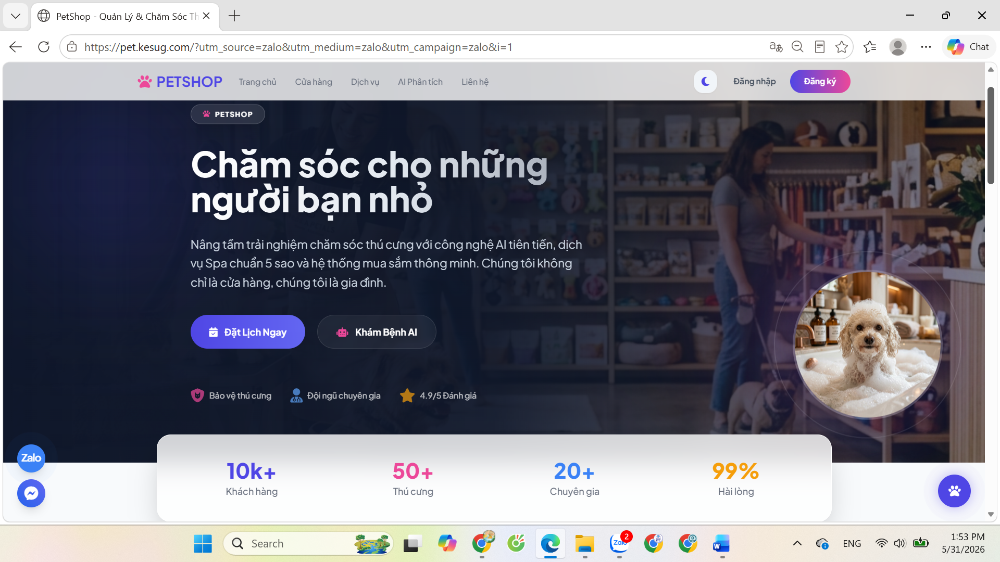 PetShop - Quản Lý & Chăm Sóc Th
https://pet.kesug.com/?utm_source=zalo&utm_medium=zalo&utm_campaign=zalo&i=1
Chat
PETSHOP
Trang chủ
Cửa hàng
Dịch vụ
AI Phân tích
Liên hệ
Đăng nhập
Đăng ký
PETSHOP
Chăm sóc cho những
người bạn nhỏ
Nâng tầm trải nghiệm chăm sóc thú cưng với công nghệ AI tiên tiến, dịch
vụ Spa chuẩn 5 sao và hệ thống mua sắm thông minh. Chúng tôi không
chỉ là cửa hàng, chúng tôi là gia đình.
Đặt Lịch Ngay
Khám Bệnh AI
Bảo vệ thú cưng
Đội ngũ chuyên gia
4.9/5 Đánh giá
10k+
Khách hàng
50+
Thú cưng
20+
Chuyên gia
99%
Hài lòng
Zalo
Search
Zalo
2
W
ENG
1:53 PM
5/31/2026